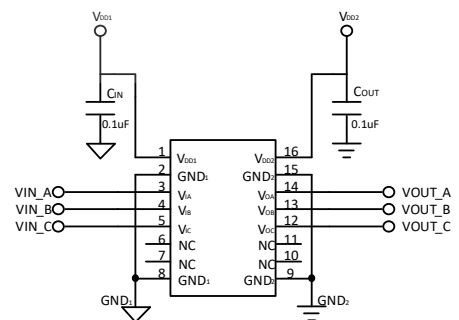 VDD1 VDD2
CIN COUT
0.1uF 0.1uF
1 VDD1 VDD2 16
2 GND1 GND2 15
VIN_A 3 VIA VOA 14 VOUT_A
VIN_B 4 VIB VOB 13 VOUT_B
VIN_C 5 VIC VOC 12 VOUT_C
6 NC NC 11
7 NC NC 10
8 GND1 GND2 9
GND1 GND2